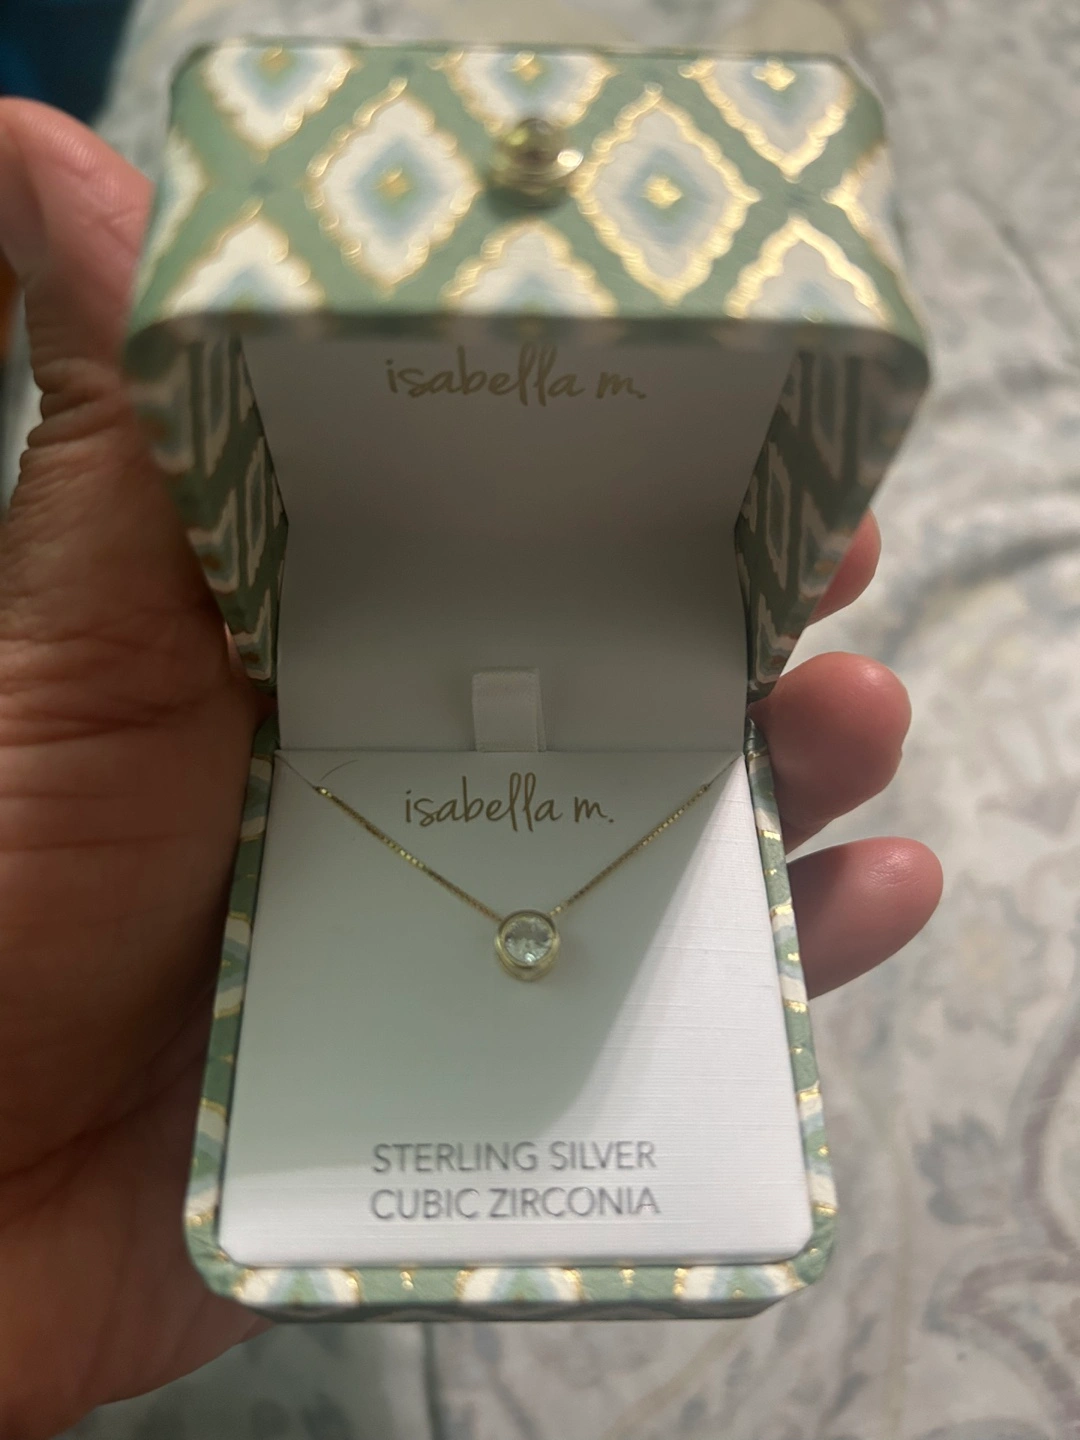 isabella m.
isabella m.
STERLING SILVER
CUBIC ZIRCONIA